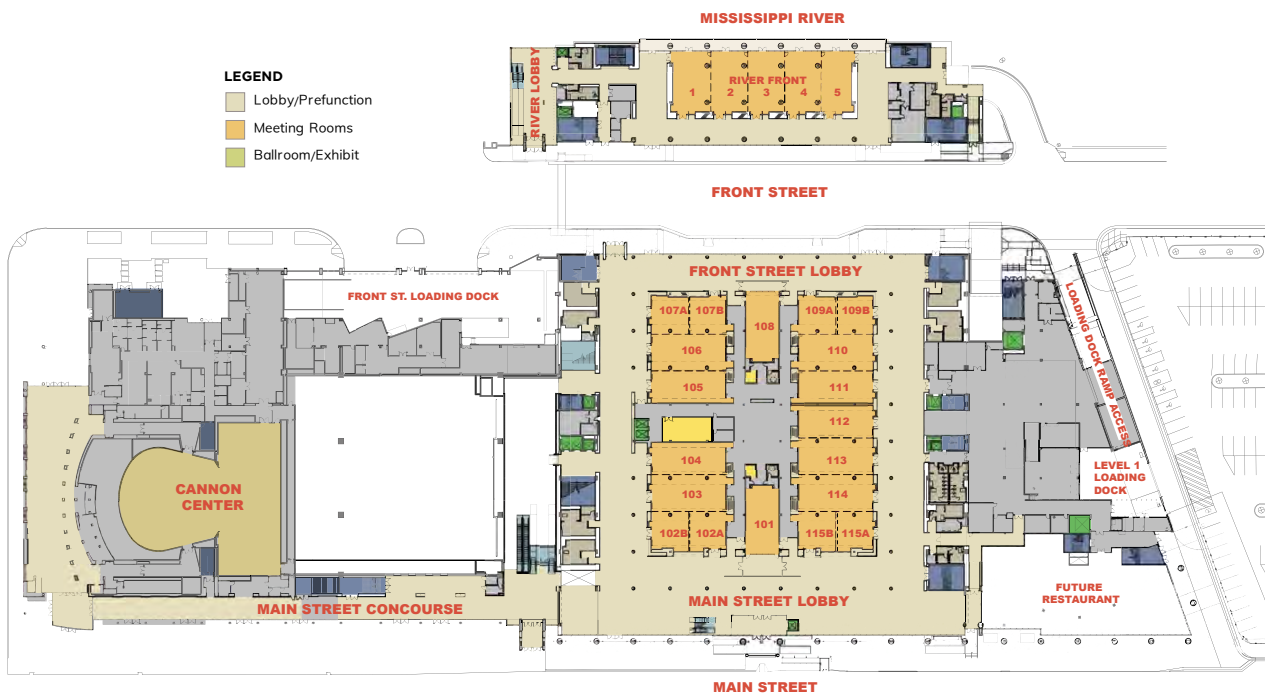 MISSISSIPPI RIVER
LEGEND
Lobby/Prefunction
Meeting Rooms
Ballroom/Exhibit
RIVER LOBBY
RIVER FRONT
1 2 3 4 5
FRONT STREET
FRONT STREET LOBBY
FRONT ST. LOADING DOCK
LOADING DOCK RAMP ACCESS
107A 107B 108 109A 109B
106 110
105 111
112
104 113
103 114
102B 102A 101 115B 115A
CANNON
CENTER
LEVEL 1
LOADING
DOCK
MAIN STREET CONCOURSE
MAIN STREET LOBBY
FUTURE
RESTAURANT
MAIN STREET